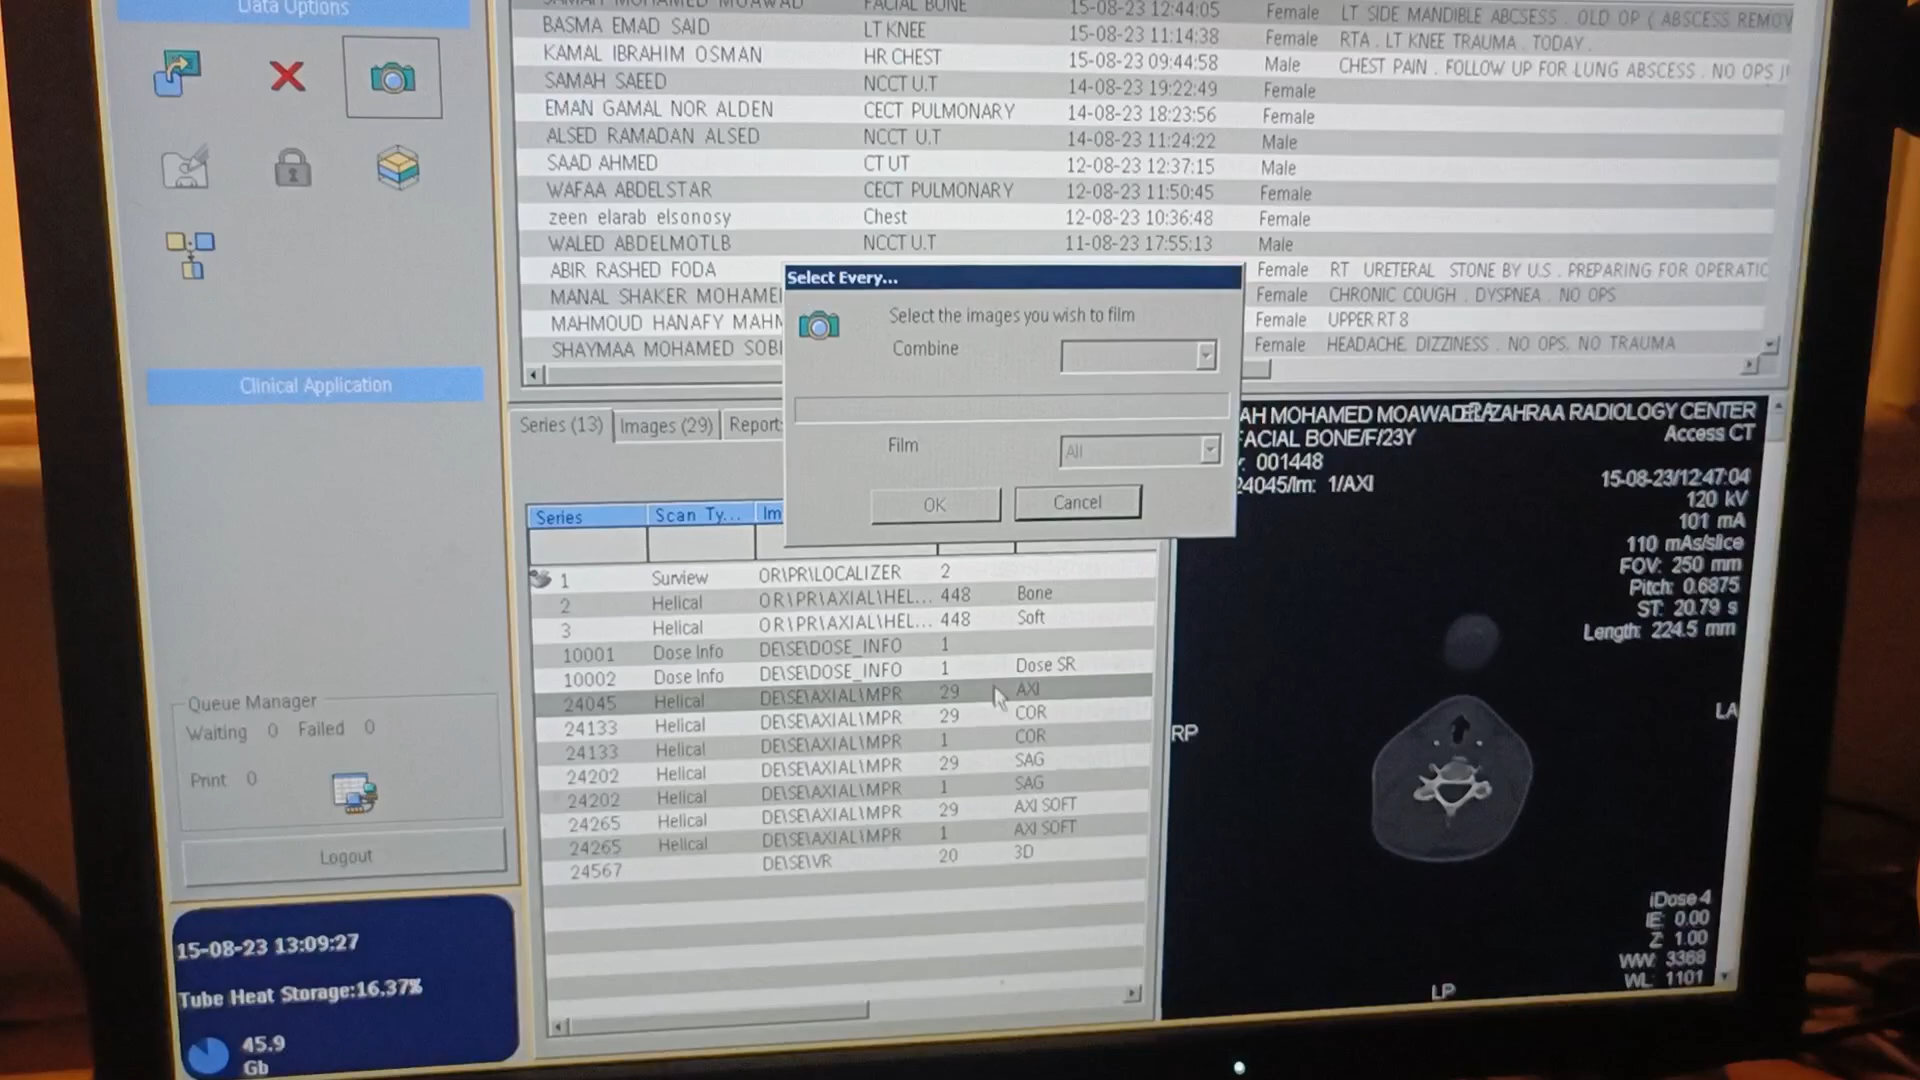 Data Options
SAMAH MOHAMED MOAWAD FACIAL BONE 15-08-23 12:44:05 Female LT SIDE MANDIBLE ABCSESS . OLD OP ( ABSCESS REMOV
BASMA EMAD SAID LT KNEE 15-08-23 11:14:38 Female RTA . LT KNEE TRAUMA . TODAY .
KAMAL IBRAHIM OSMAN HR CHEST 15-08-23 09:44:58 Male CHEST PAIN . FOLLOW UP FOR LUNG ABSCESS . NO OPS
SAMAH SAEED NCCT U.T 14-08-23 19:22:49 Female
EMAN GAMAL NOR ALDEN CECT PULMONARY 14-08-23 18:23:56 Female
ALSED RAMADAN ALSED NCCT U.T 14-08-23 11:24:22 Male
SAAD AHMED CT UT 12-08-23 12:37:15 Male
WAFAA ABDELSTAR CECT PULMONARY 12-08-23 11:50:45 Female
zeen elarab elsonosy Chest 12-08-23 10:36:48 Female
WALED ABDELMOTLB NCCT U.T 11-08-23 17:55:13 Male
ABIR RASHED FODA Female RT URETERAL STONE BY U.S . PREPARING FOR OPERATIO
MANAL SHAKER MOHAME Female CHRONIC COUGH . DYSPNEA . NO OPS
MAHMOUD HANAFY MAHM Female UPPER RT 8
SHAYMAA MOHAMED SOBI Female HEADACHE. DIZZINESS . NO OPS. NO TRAUMA
Select Every...
Select the images you wish to film
Combine
Film All
OK Cancel
Clinical Application
Series (13) Images (29) Report
Series Scan Ty... Im
1 Surview OR\PR\LOCALIZER 2
2 Helical OR\PR\AXIAL\HEL... 448 Bone
3 Helical OR\PR\AXIAL\HEL... 448 Soft
10001 Dose Info DE\SE\DOSE_INFO 1
10002 Dose Info DE\SE\DOSE_INFO 1 Dose SR
24045 Helical DE\SE\AXIAL\MPR 29 AXI
24133 Helical DE\SE\AXIAL\MPR 29 COR
24133 Helical DE\SE\AXIAL\MPR 1 COR
24202 Helical DE\SE\AXIAL\MPR 29 SAG
24202 Helical DE\SE\AXIAL\MPR 1 SAG
24265 Helical DE\SE\AXIAL\MPR 29 AXI SOFT
24265 Helical DE\SE\AXIAL\MPR 1 AXI SOFT
24567 DE\SE\VR 20 3D
AH MOHAMED MOAWAD ZAHRAA RADIOLOGY CENTER
FACIAL BONE/F/23Y Access CT
001448
24045/Im: 1/AXI
15-08-23/12:47:04
120 kV
101 mA
110 mAs/slice
FOV: 250 mm
Pitch: 0.6875
ST: 20.79 s
Length: 224.5 mm
LA
RP
LP
iDose 4
IE: 0.00
Z: 1.00
WW: 3368
WL: 1101
Queue Manager
Waiting 0 Failed 0
Print 0
Logout
15-08-23 13:09:27
Tube Heat Storage:16.37%
45.9
Gb